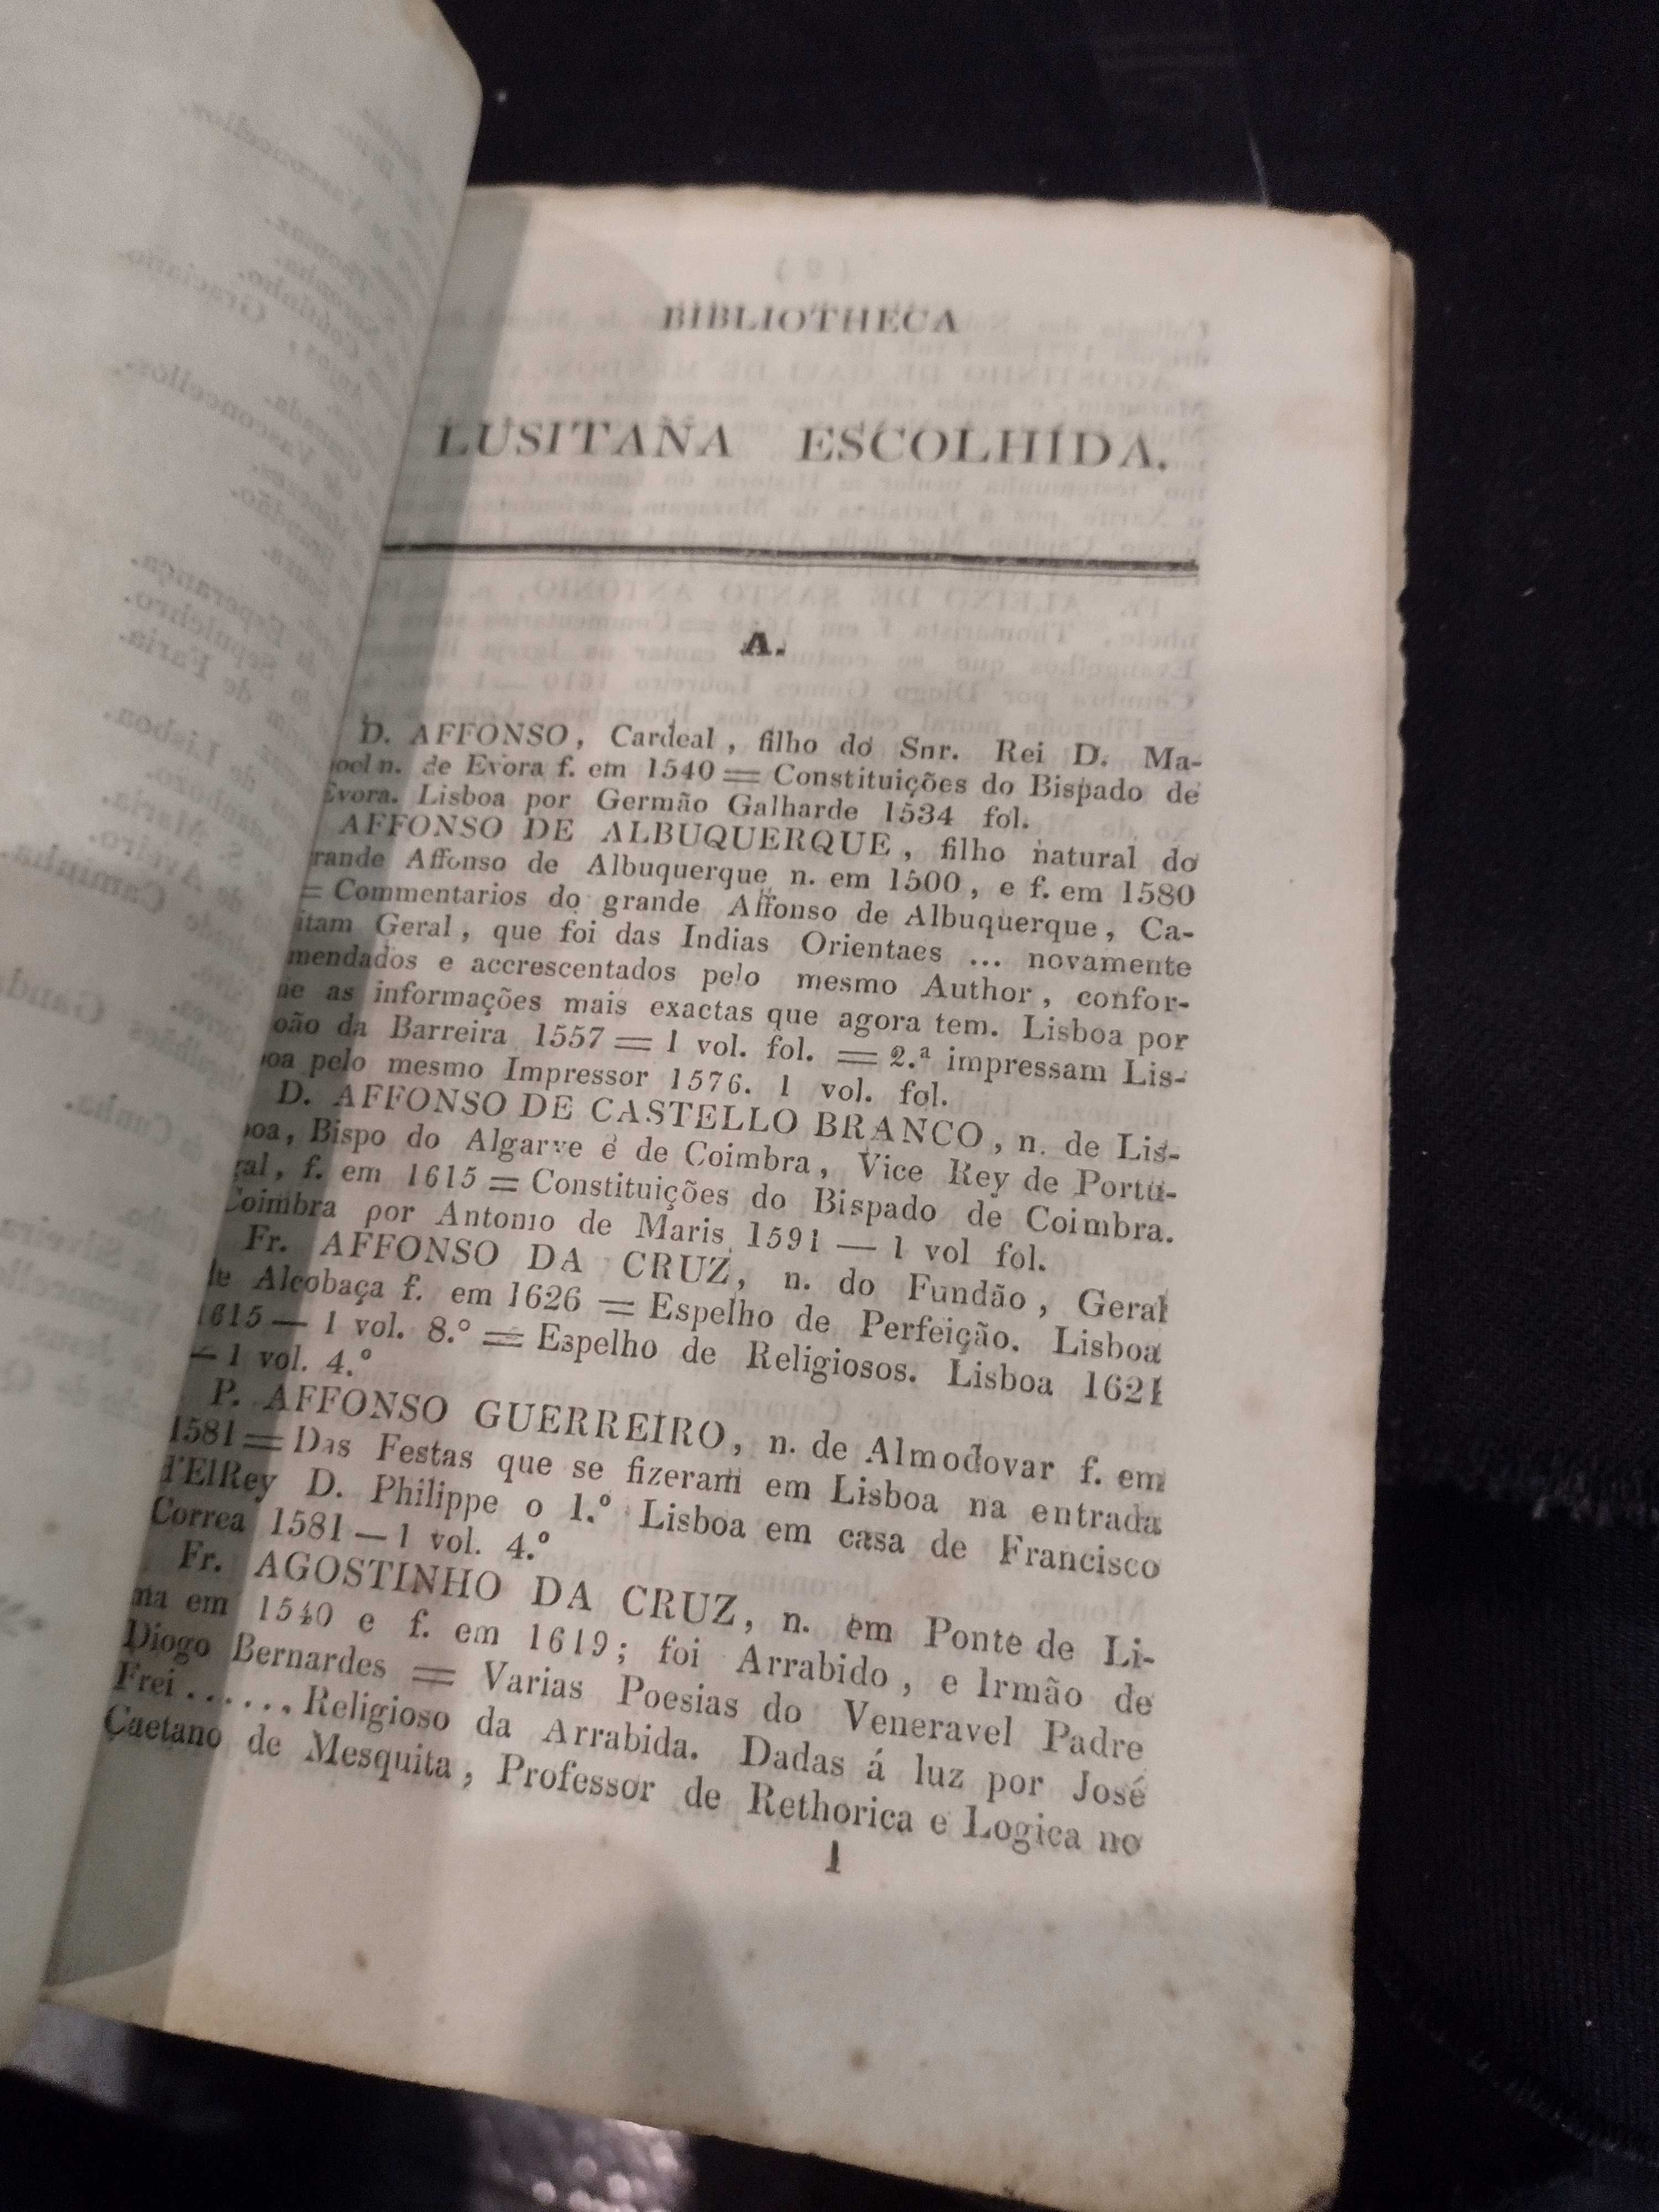 BIBLIOTHECA
LUSITANA ESCOLHIDA.
A.
D. AFFONSO, Cardeal, filho do Snr. Rei D. Ma-
noel n. de Evora f. em 1540 = Constituições do Bispado de
Evora. Lisboa por Germão Galharde 1534 fol.
AFFONSO DE ALBUQUERQUE, filho natural do
rande Affonso de Albuquerque n. em 1500, e f. em 1580
= Commentarios do grande Affonso de Albuquerque, Ca-
itam Geral, que foi das Indias Orientaes ... novamente
mendados e accrescentados pelo mesmo Author, confor-
me as informações mais exactas que agora tem. Lisboa por
oão da Barreira 1557 = 1 vol. fol. = 2.ª impressam Lis-
boa pelo mesmo Impressor 1576. 1 vol. fol.
D. AFFONSO DE CASTELLO BRANCO, n. de Lis-
boa, Bispo do Algarve e de Coimbra, Vice Rey de Portu-
gal, f. em 1615 = Constituições do Bispado de Coimbra.
Coimbra por Antonio de Maris 1591 — 1 vol fol.
Fr. AFFONSO DA CRUZ, n. do Fundão, Geral
de Alcobaça f. em 1626 = Espelho de Perfeição. Lisboa
1615 — 1 vol. 8.º = Espelho de Religiosos. Lisboa 1621
— 1 vol. 4.º
P. AFFONSO GUERREIRO, n. de Almodovar f. em
1581 = Das Festas que se fizeram em Lisboa na entrada
d'ElRey D. Philippe o 1.º Lisboa em casa de Francisco
Correa 1581 — 1 vol. 4.º
Fr. AGOSTINHO DA CRUZ, n. em Ponte de Li-
ma em 1540 e f. em 1619; foi Arrabido, e Irmão de
Diogo Bernardes = Varias Poesias do Veneravel Padre
Frei ...... Religioso da Arrabida. Dadas á luz por José
Caetano de Mesquita, Professor de Rethorica e Logica no
1